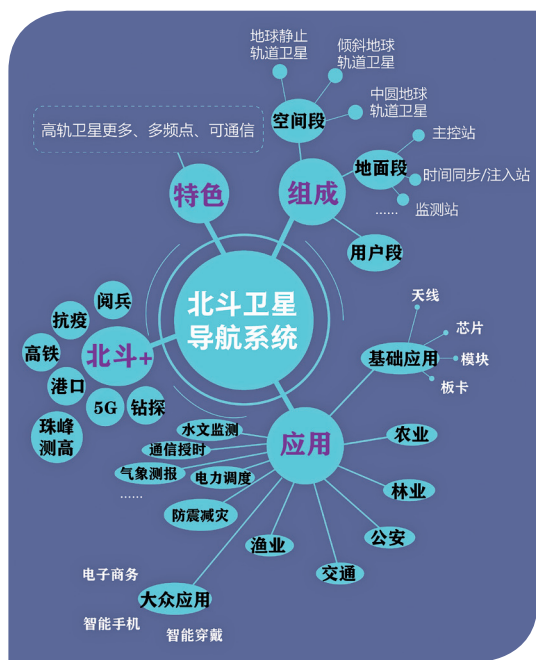 地球静止
轨道卫星
倾斜地球
轨道卫星
中圆地球
轨道卫星
空间段
高轨卫星更多、多频点、可通信
主控站
地面段
时间同步/注入站
监测站
......
特色
组成
用户段
北斗卫星
导航系统
天线
芯片
基础应用
模块
板卡
阅兵
抗疫
高铁
北斗+
港口
5G
钻探
珠峰
测高
水文监测
通信授时
气象测报
电力调度
......
防震减灾
应用
农业
林业
公安
渔业
交通
电子商务
大众应用
智能手机
智能穿戴